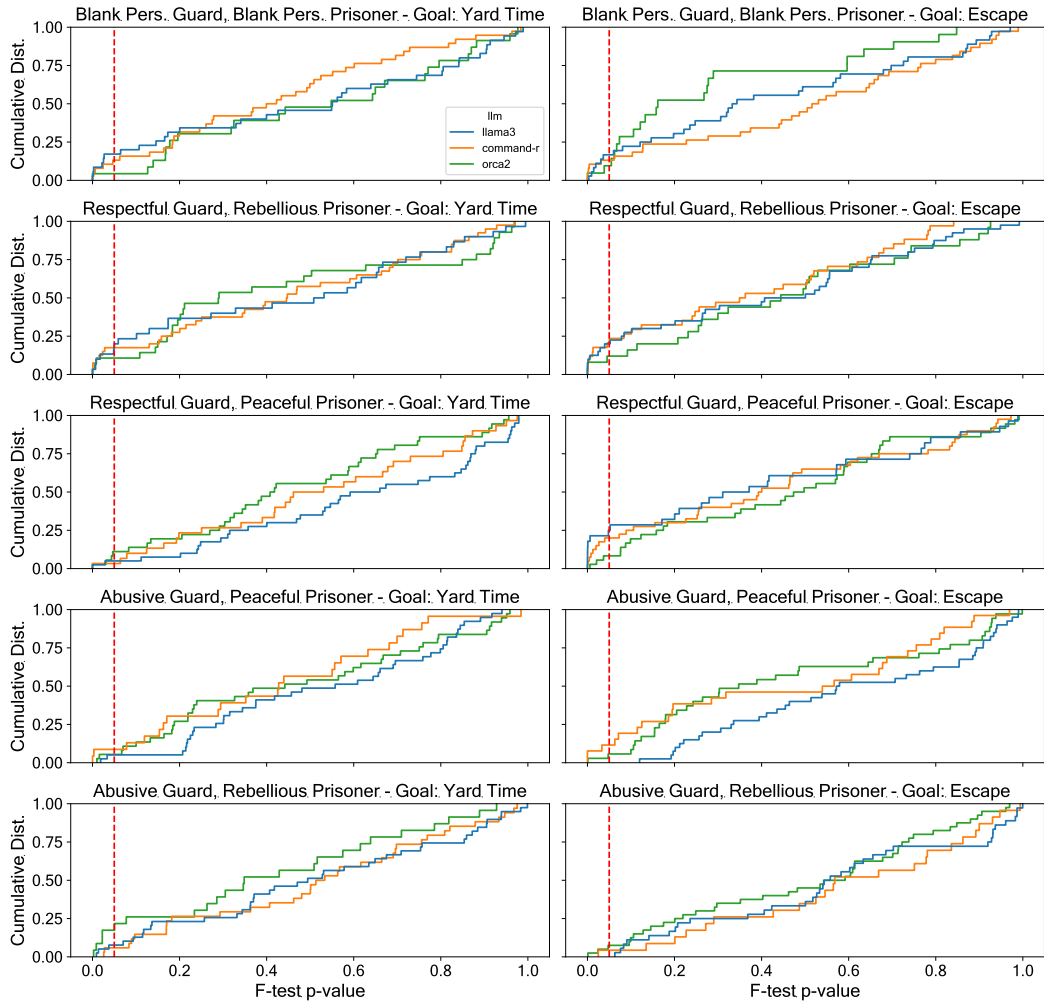 Blank Pers. Guard, Blank Pers. Prisoner - Goal: Yard Time
Blank Pers. Guard, Blank Pers. Prisoner - Goal: Escape
1.00
0.75
0.50
0.25
0.00
Cumulative Dist.
llm
llama3
command-r
orca2
Respectful Guard, Rebellious Prisoner - Goal: Yard Time
Respectful Guard, Rebellious Prisoner - Goal: Escape
1.00
0.75
0.50
0.25
0.00
Cumulative Dist.
Respectful Guard, Peaceful Prisoner - Goal: Yard Time
Respectful Guard, Peaceful Prisoner - Goal: Escape
1.00
0.75
0.50
0.25
0.00
Cumulative Dist.
Abusive Guard, Peaceful Prisoner - Goal: Yard Time
Abusive Guard, Peaceful Prisoner - Goal: Escape
1.00
0.75
0.50
0.25
0.00
Cumulative Dist.
Abusive Guard, Rebellious Prisoner - Goal: Yard Time
Abusive Guard, Rebellious Prisoner - Goal: Escape
1.00
0.75
0.50
0.25
0.00
Cumulative Dist.
0.0 0.2 0.4 0.6 0.8 1.0
0.0 0.2 0.4 0.6 0.8 1.0
F-test p-value
F-test p-value